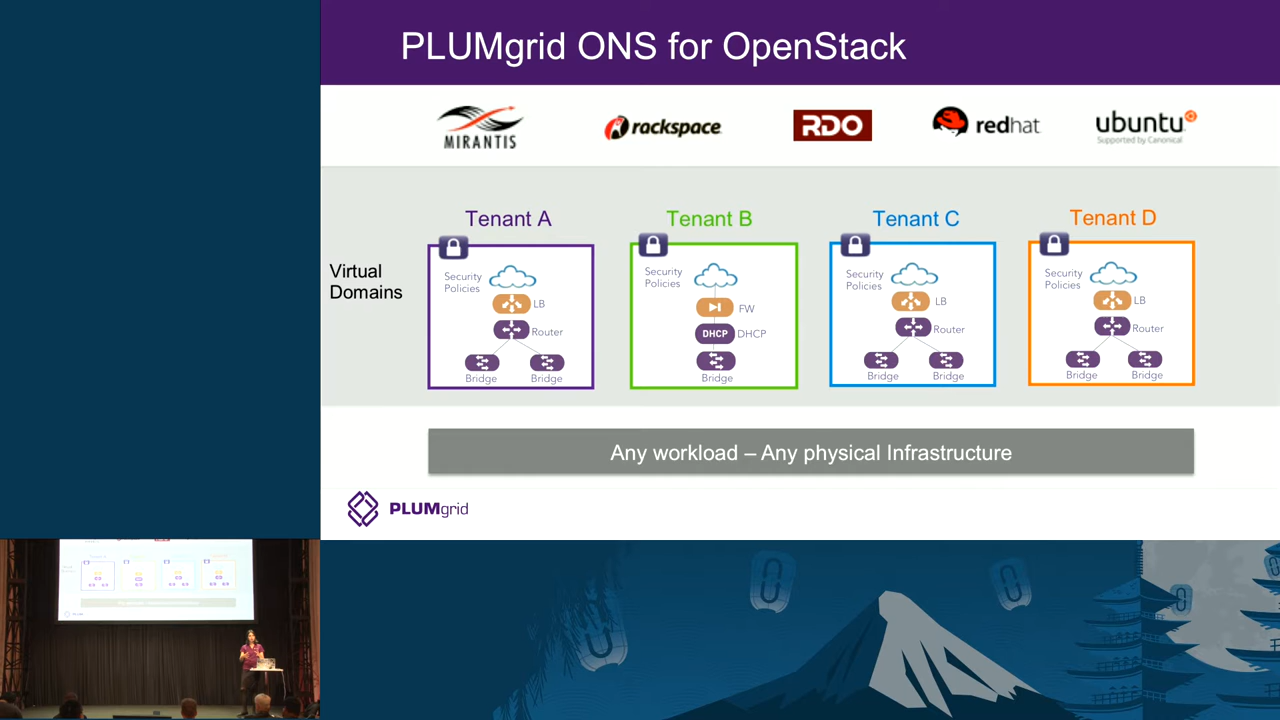 PLUMgrid ONS for OpenStack
MIRANTIS
rackspace
RDO
redhat
ubuntu
Supported by Canonical
Virtual
Domains
Tenant A
Security
Policies
LB
Router
Bridge
Bridge
Tenant B
Security
Policies
FW
DHCP
DHCP
Bridge
Tenant C
Security
Policies
LB
Router
Bridge
Bridge
Tenant D
Security
Policies
LB
Router
Bridge
Bridge
Any workload – Any physical Infrastructure
PLUMgrid